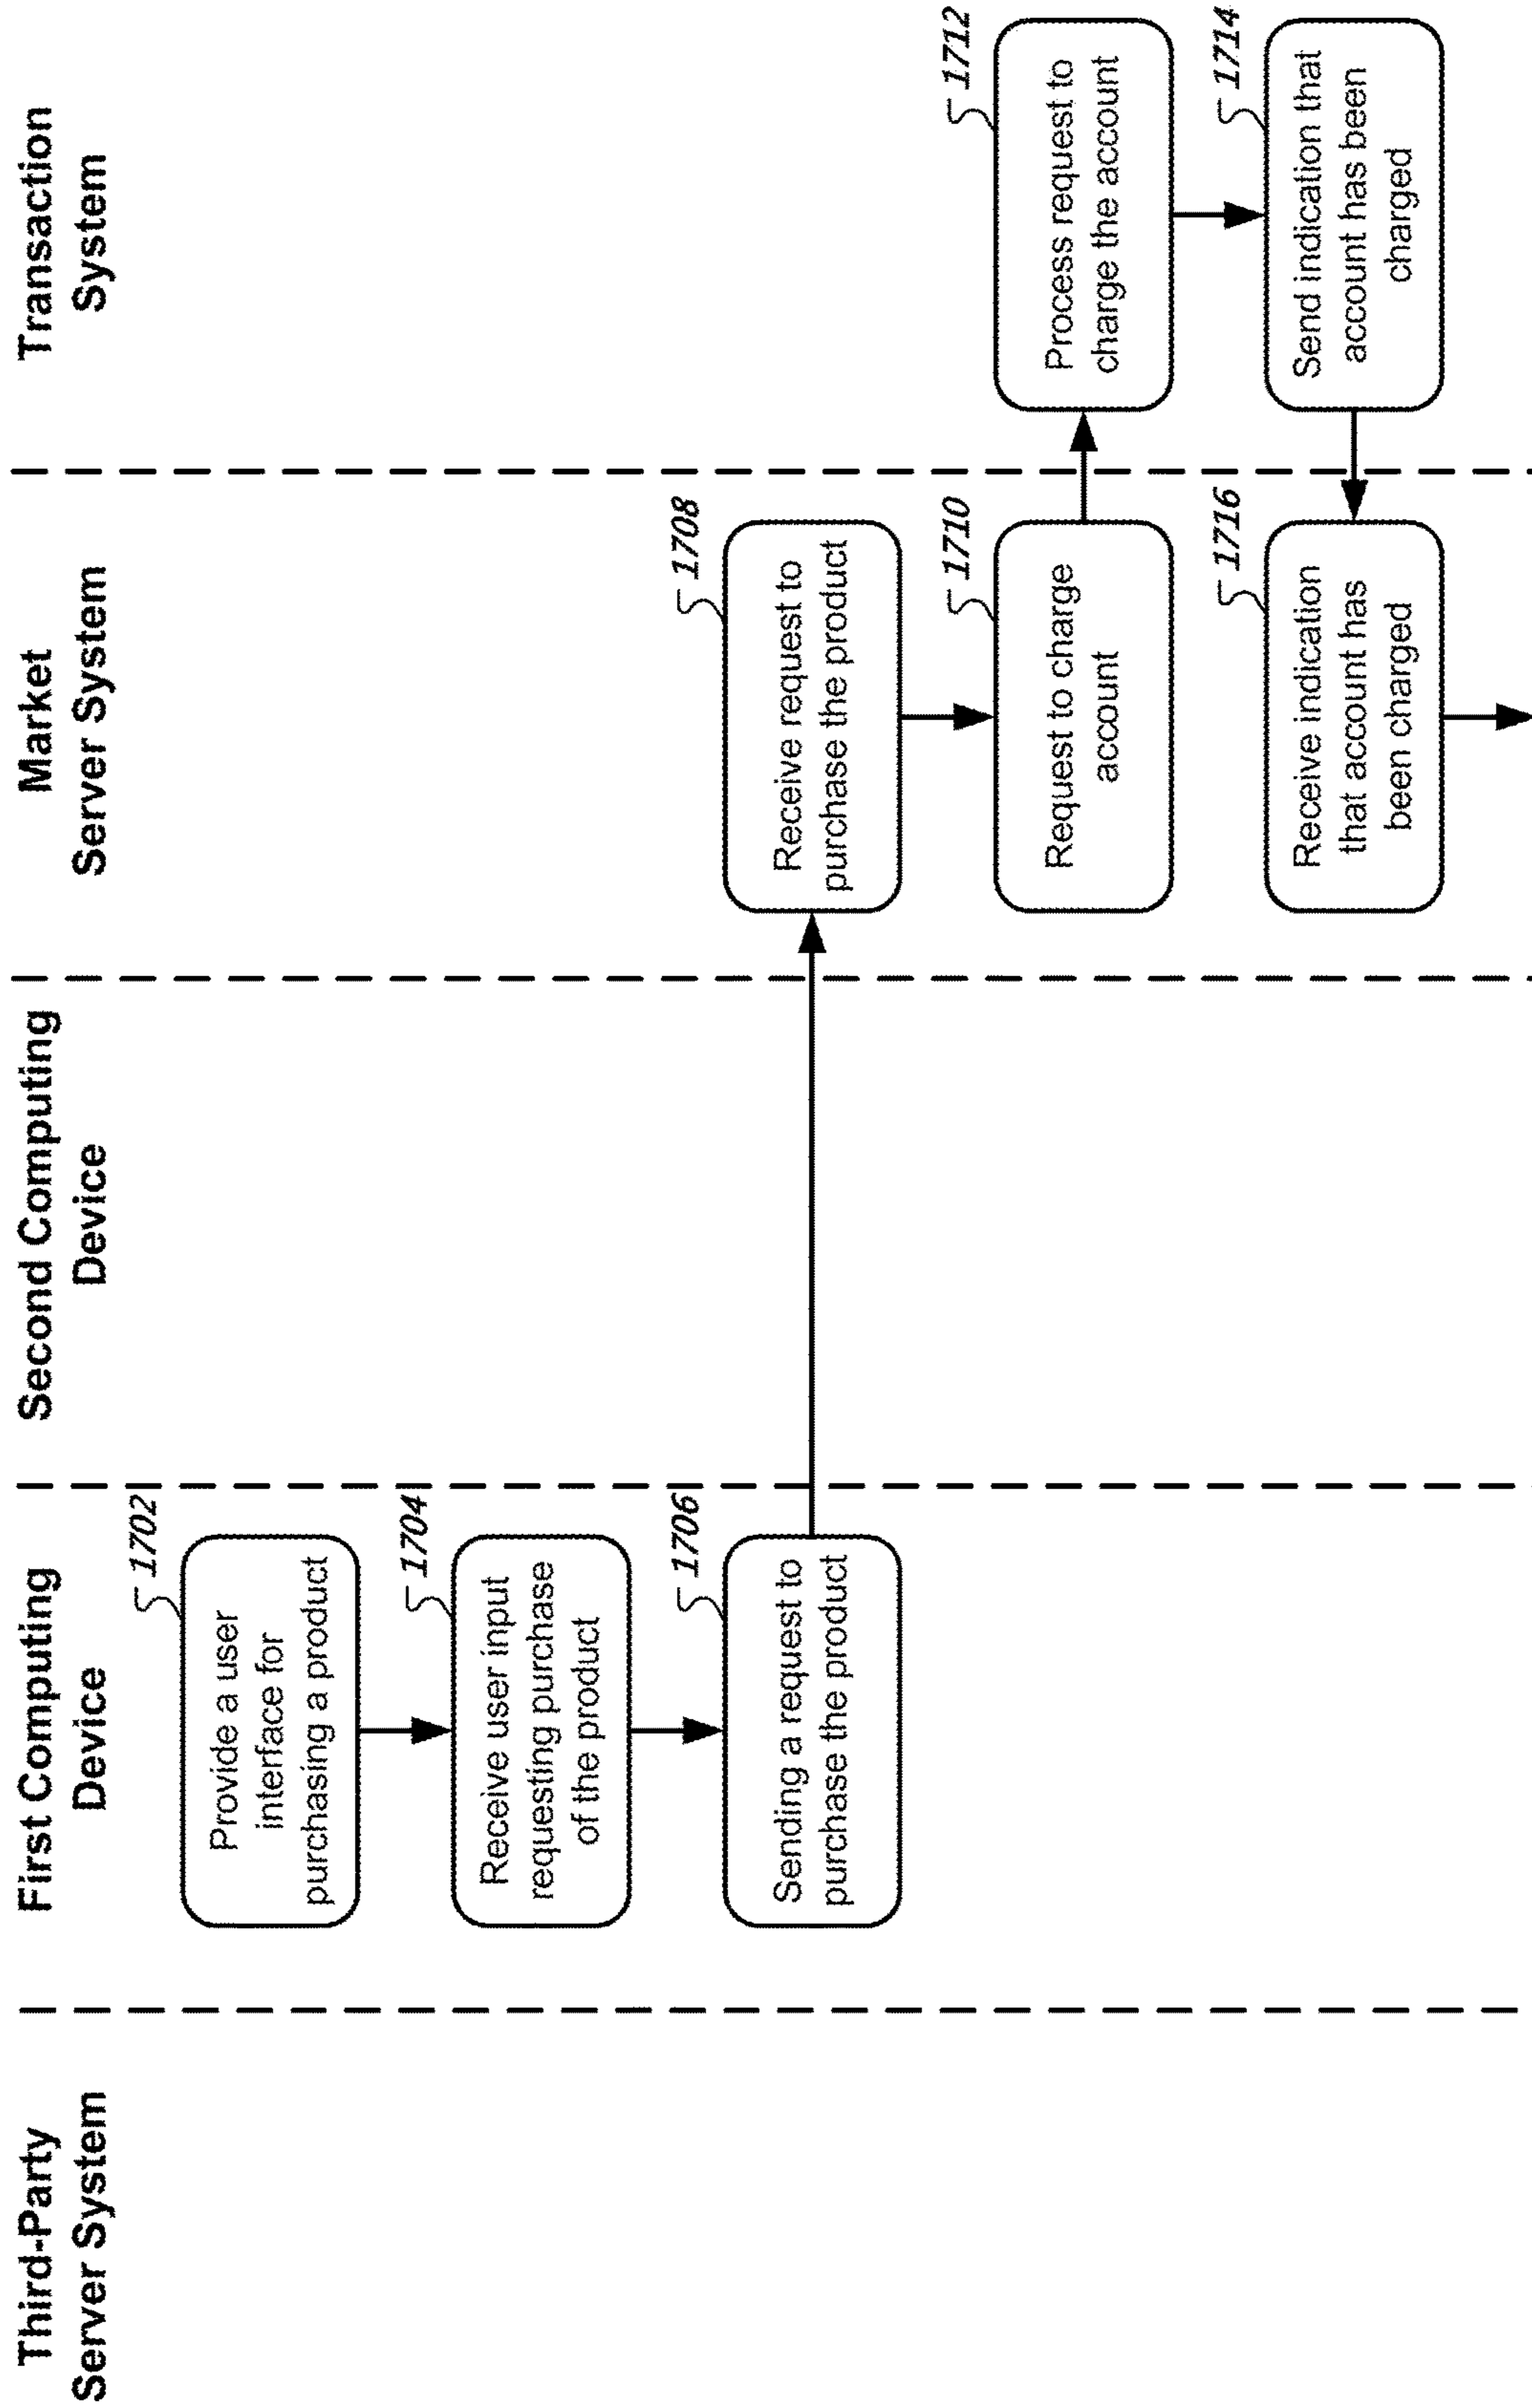 Third-Party
Server System
First Computing
Device
Second Computing
Device
Market
Server System
Transaction
System
1702
Provide a user
interface for
purchasing a product
1704
Receive user input
requesting purchase
of the product
1706
Sending a request to
purchase the product
1708
Receive request to
purchase the product
1710
Request to charge
account
1712
Process request to
charge the account
1714
Send indication that
account has been
charged
1716
Receive indication
that account has
been charged